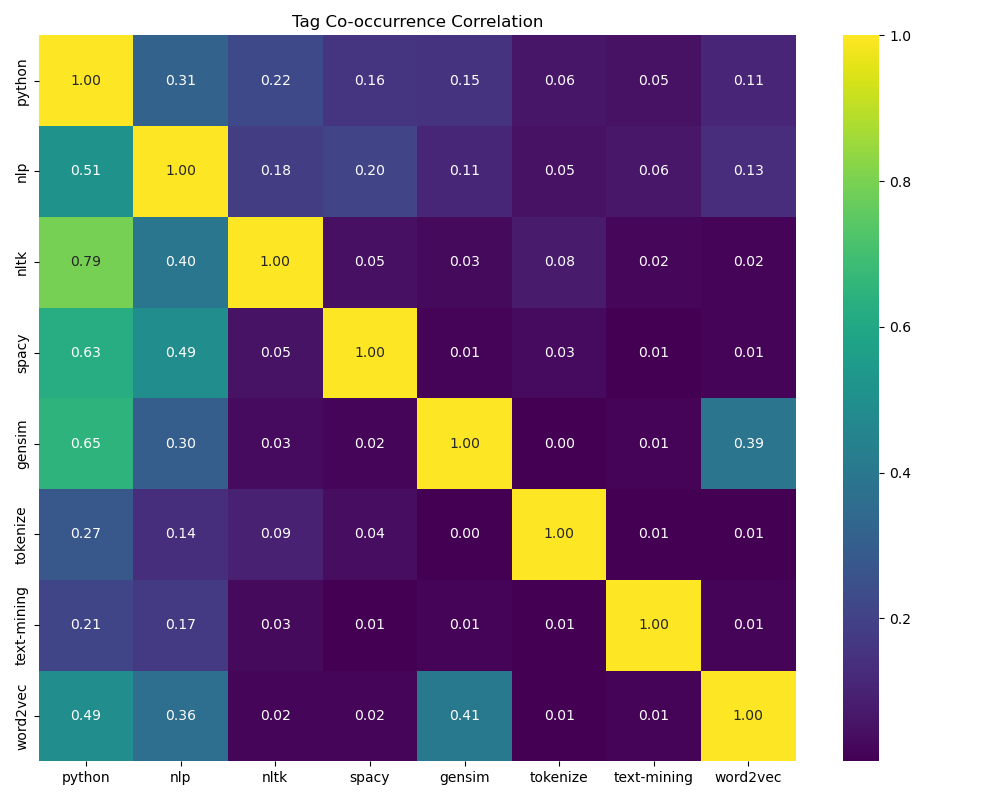 Tag Co-occurrence Correlation
python 1.00 0.31 0.22 0.16 0.15 0.06 0.05 0.11
nlp 0.51 1.00 0.18 0.20 0.11 0.05 0.06 0.13
nltk 0.79 0.40 1.00 0.05 0.03 0.08 0.02 0.02
spacy 0.63 0.49 0.05 1.00 0.01 0.03 0.01 0.01
gensim 0.65 0.30 0.03 0.02 1.00 0.00 0.01 0.39
tokenize 0.27 0.14 0.09 0.04 0.00 1.00 0.01 0.01
text-mining 0.21 0.17 0.03 0.01 0.01 0.01 1.00 0.01
word2vec 0.49 0.36 0.02 0.02 0.41 0.01 0.01 1.00
python nlp nltk spacy gensim tokenize text-mining word2vec
1.0
0.8
0.6
0.4
0.2